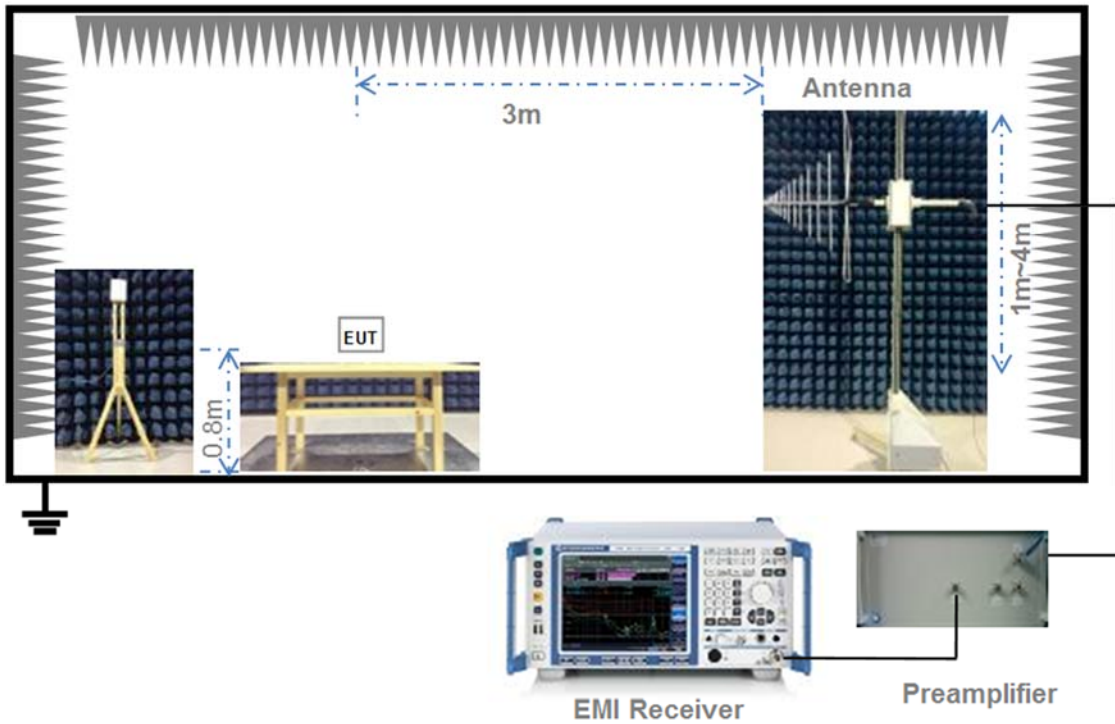 Antenna
3m
1m~4m
EUT
0.8m
EMI Receiver
Preamplifier